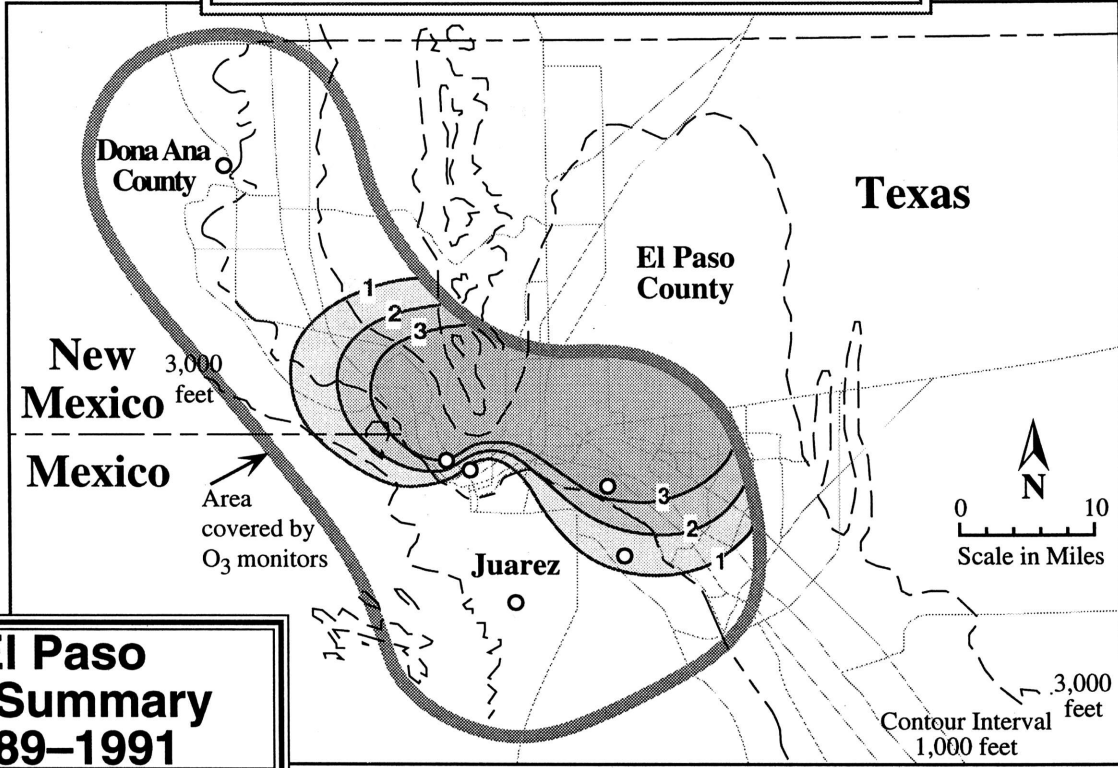 Dona Ana
County
Texas
El Paso
County
1
2
3
New
Mexico
3,000
feet
Mexico
Area
covered by
O3 monitors
Juarez
3
2
1
N
0 10
Scale in Miles
El Paso
Summary
89–1991
3,000
feet
Contour Interval
1,000 feet